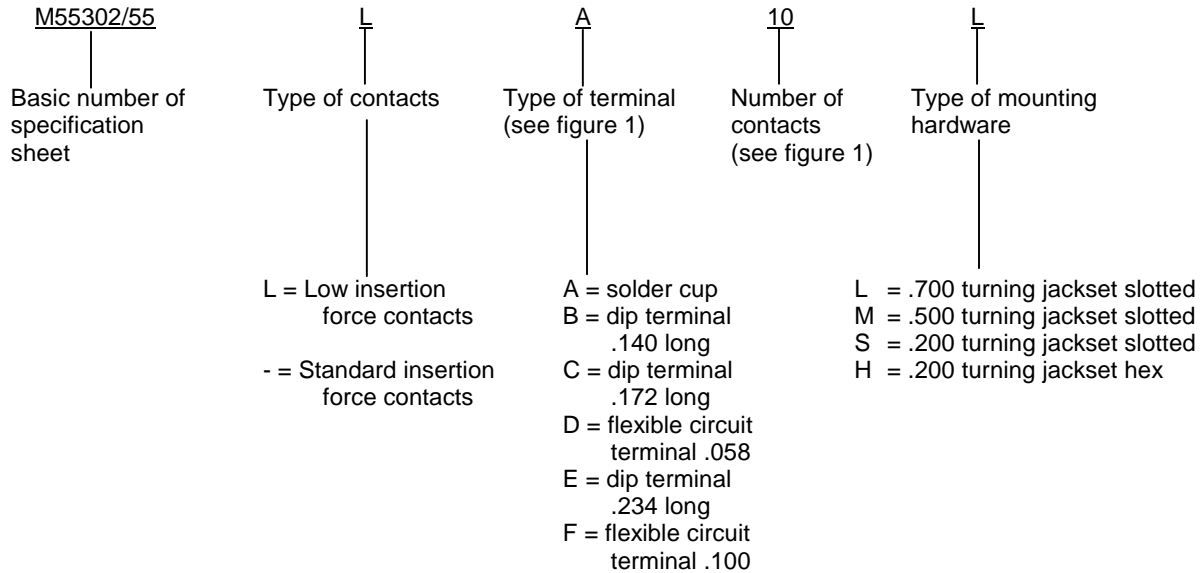 M55302/55 L A 10 L
Basic number of
specification
sheet
Type of contacts
Type of terminal
(see figure 1)
Number of
contacts
(see figure 1)
Type of mounting
hardware
L = Low insertion
force contacts
- = Standard insertion
force contacts
A = solder cup
B = dip terminal
.140 long
C = dip terminal
.172 long
D = flexible circuit
terminal .058
E = dip terminal
.234 long
F = flexible circuit
terminal .100
L = .700 turning jackset slotted
M = .500 turning jackset slotted
S = .200 turning jackset slotted
H = .200 turning jackset hex